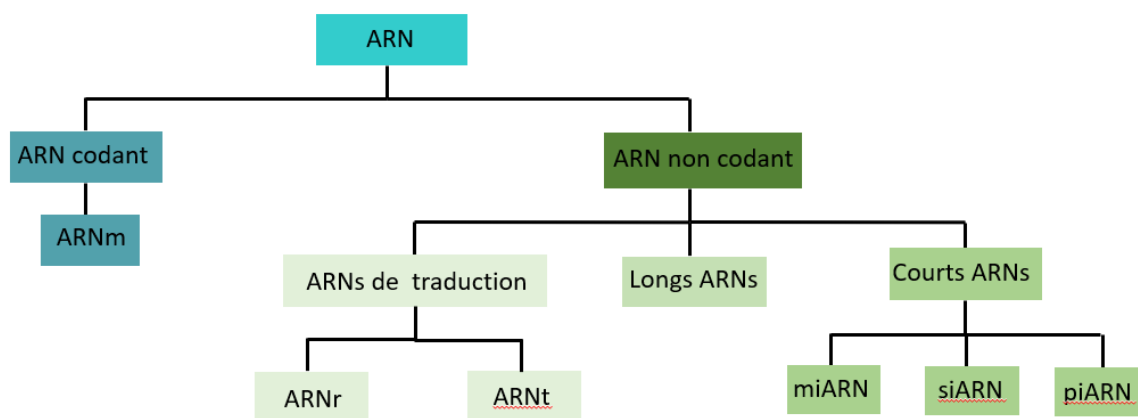 ARN
ARN codant
ARN non codant
ARNm
ARNs de traduction
Longs ARNs
Courts ARNs
ARNr
ARNt
miARN
siARN
piARN